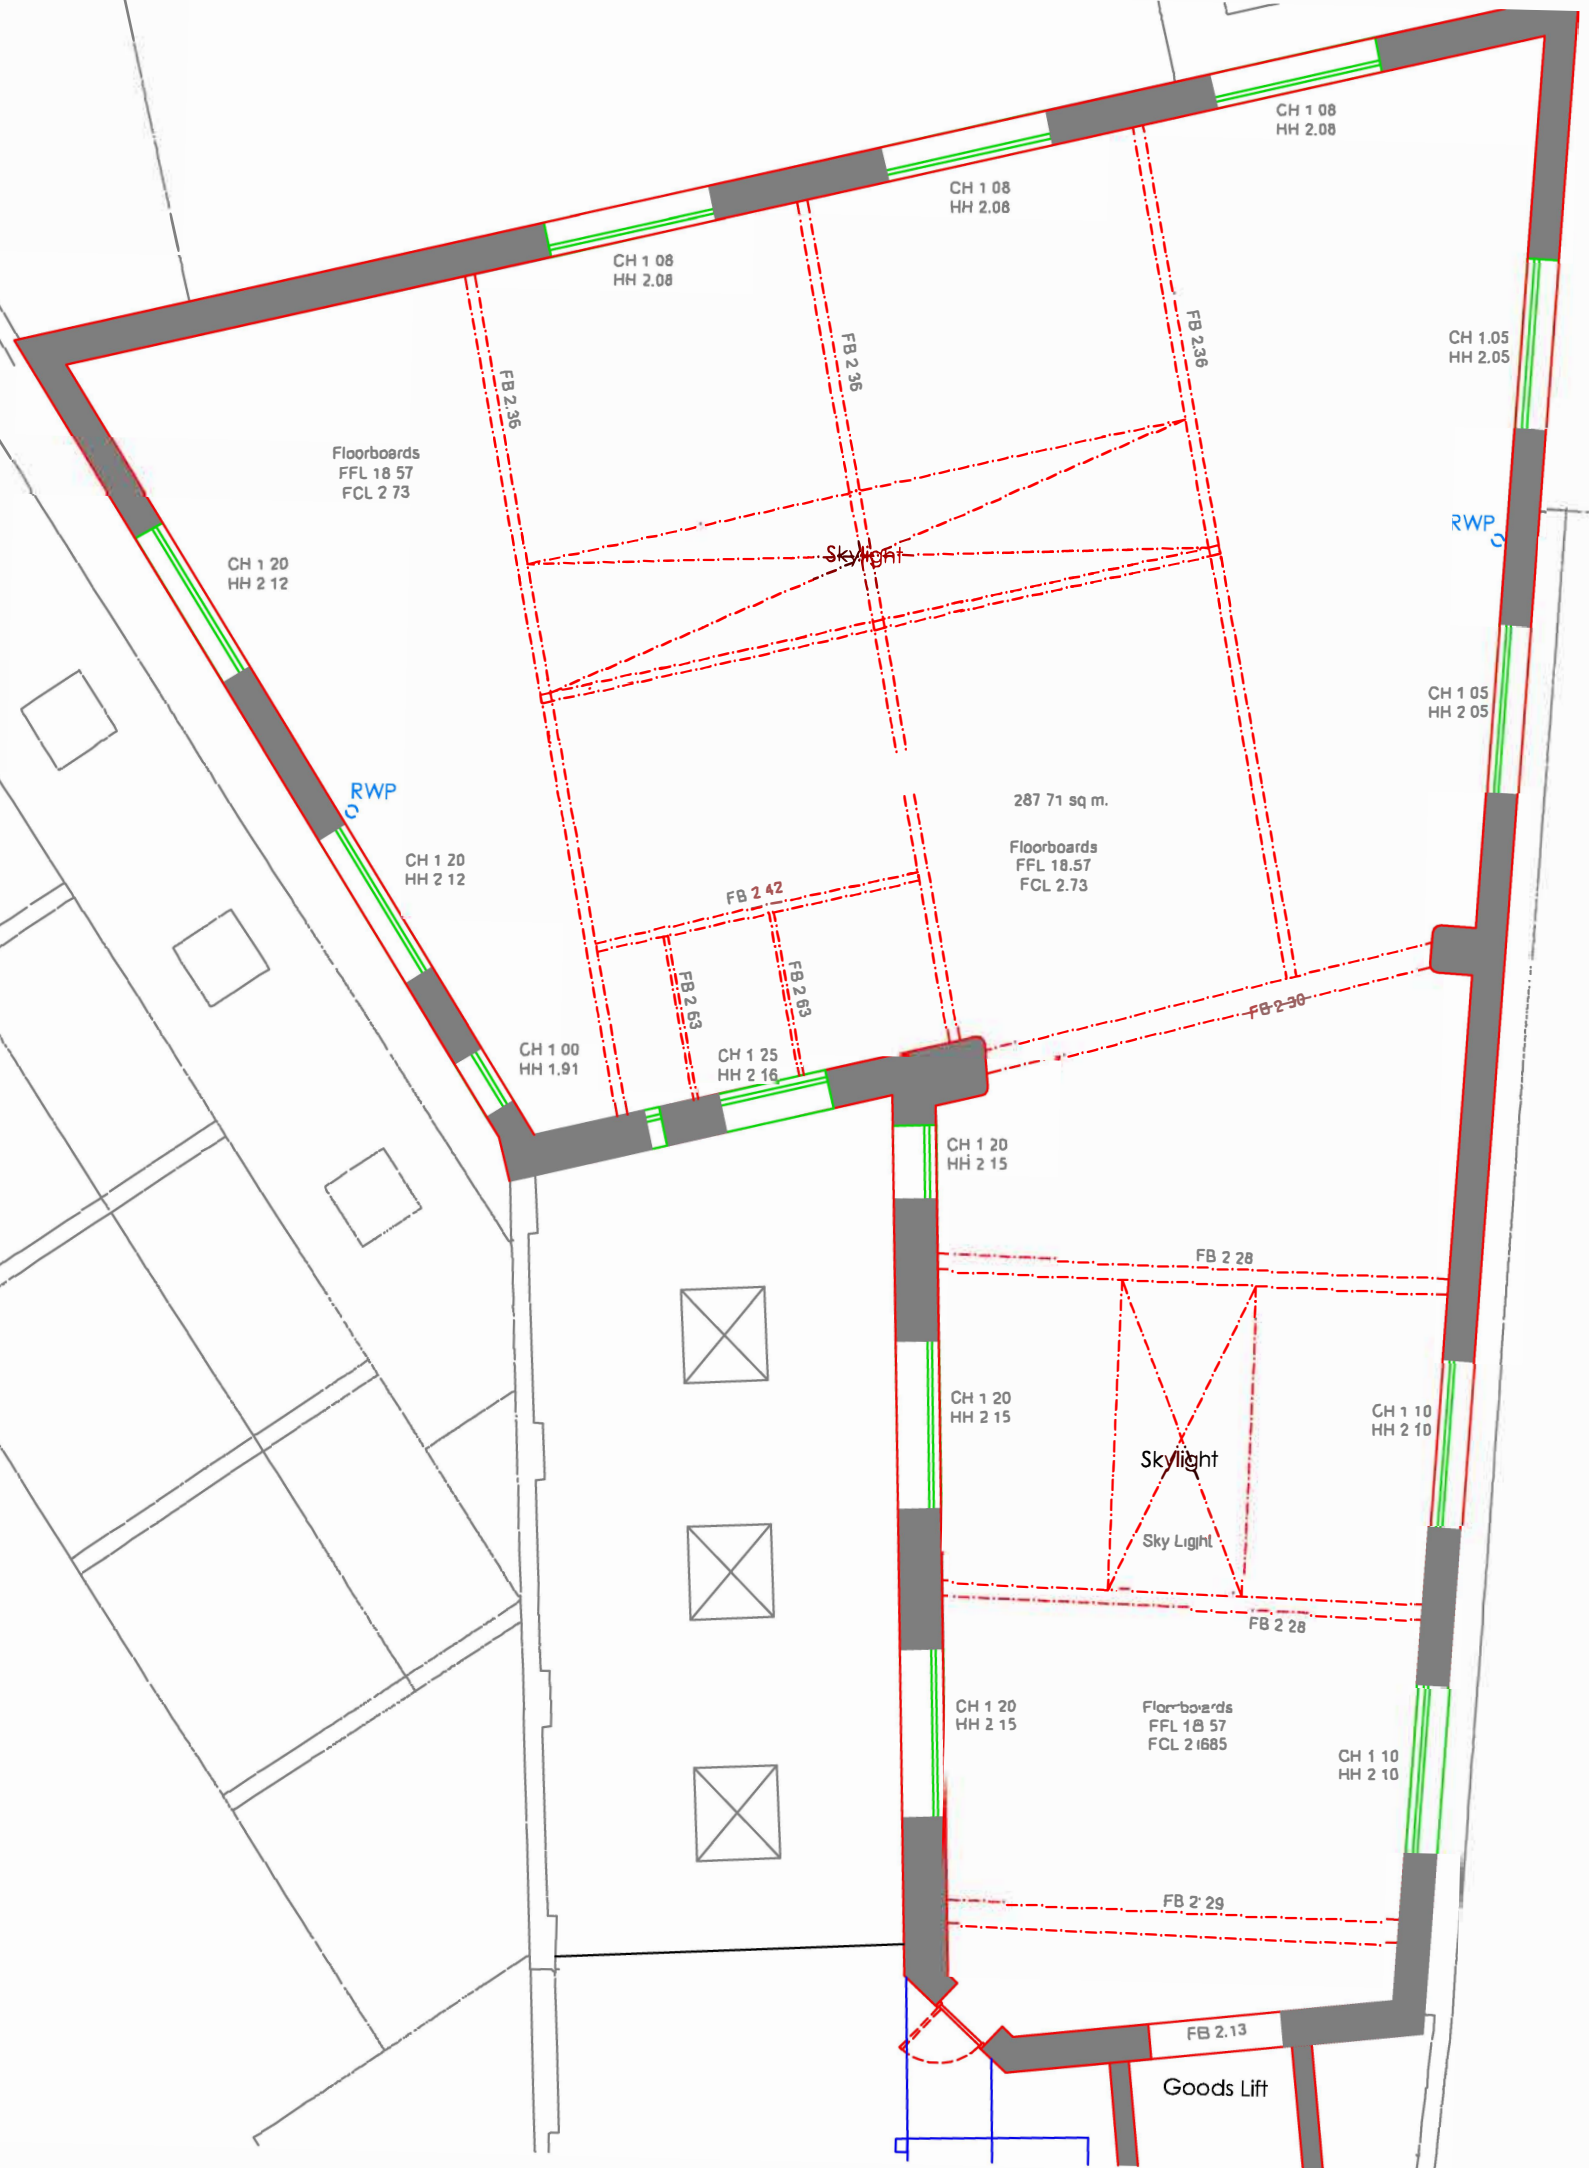 CH 1 08
HH 2.08
CH 1 08
HH 2.08
CH 1 08
HH 2.08
FB 2.36
FB 2 36
FB 2.36
CH 1.05
HH 2.05
Floorboards
FFL 18 57
FCL 2 73
RWP
Skylight
CH 1 20
HH 2 12
CH 1 05
HH 2 05
RWP
287 71 sq m.
Floorboards
FFL 18.57
FCL 2.73
CH 1 20
HH 2 12
FB 2 42
FB 2 63
FB 2 63
FB 2 30
CH 1 00
HH 1.91
CH 1 25
HH 2 16
CH 1 20
HH 2 15
FB 2 28
CH 1 20
HH 2 15
CH 1 10
HH 2 10
Skylight
Sky Light
FB 2 28
CH 1 20
HH 2 15
Floorboards
FFL 18 57
FCL
CH 1 10
HH 2 10
FB 2 29
FB 2.13
Goods Lift